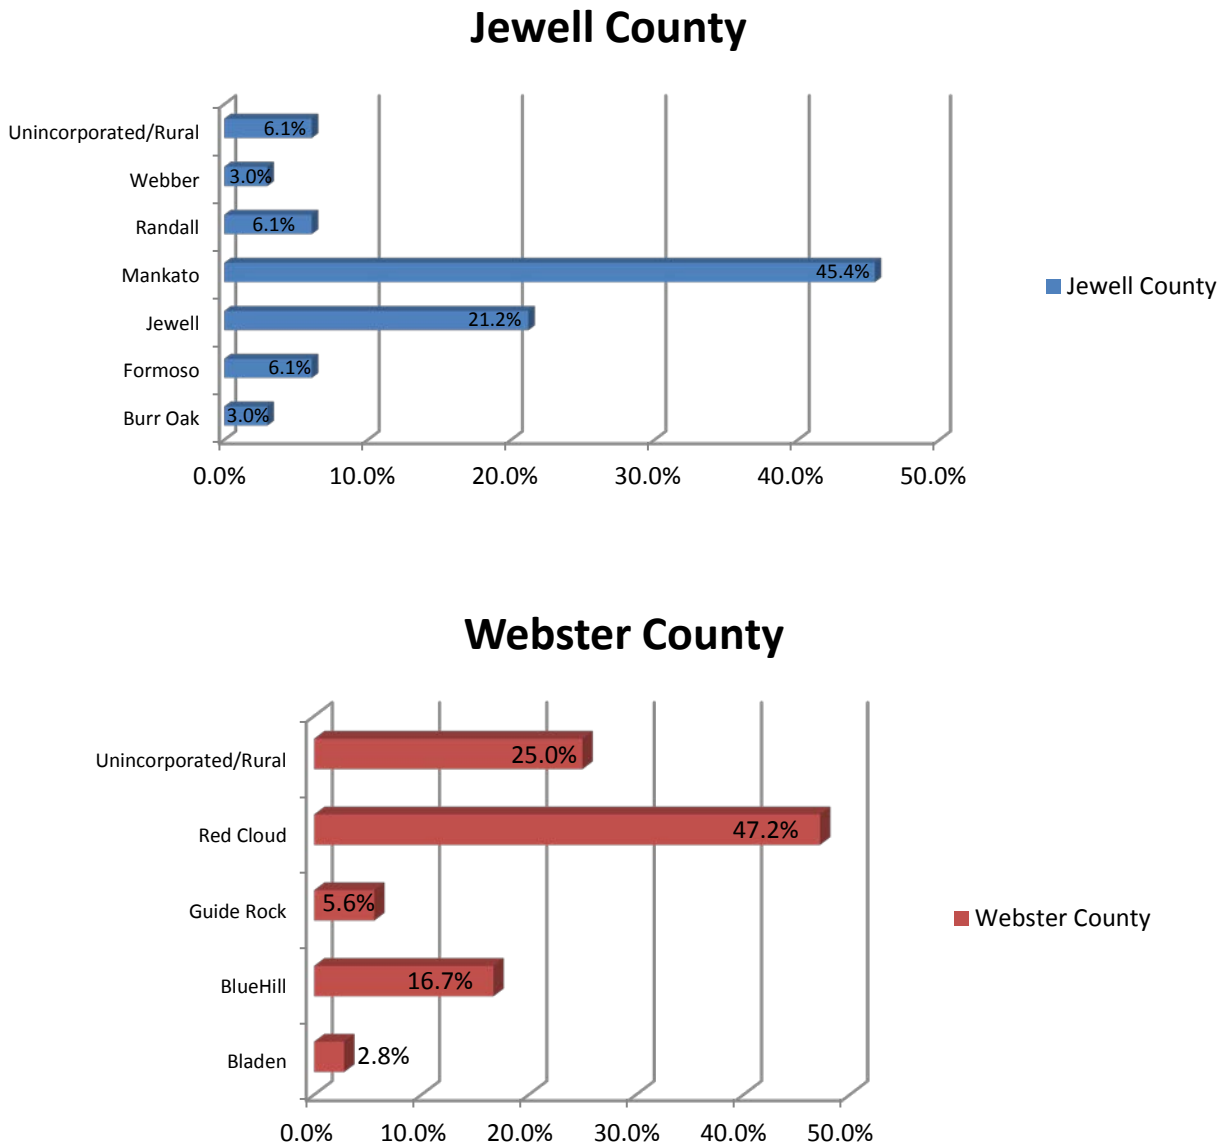 Jewell County
Unincorporated/Rural 6.1%
Webber 3.0%
Randall 6.1%
Mankato 45.4%
Jewell County
Jewell 21.2%
Formoso 6.1%
Burr Oak 3.0%
0.0% 10.0% 20.0% 30.0% 40.0% 50.0%
Webster County
Unincorporated/Rural 25.0%
Red Cloud 47.2%
Guide Rock 5.6%
Webster County
BlueHill 16.7%
Bladen 2.8%
0.0% 10.0% 20.0% 30.0% 40.0% 50.0%